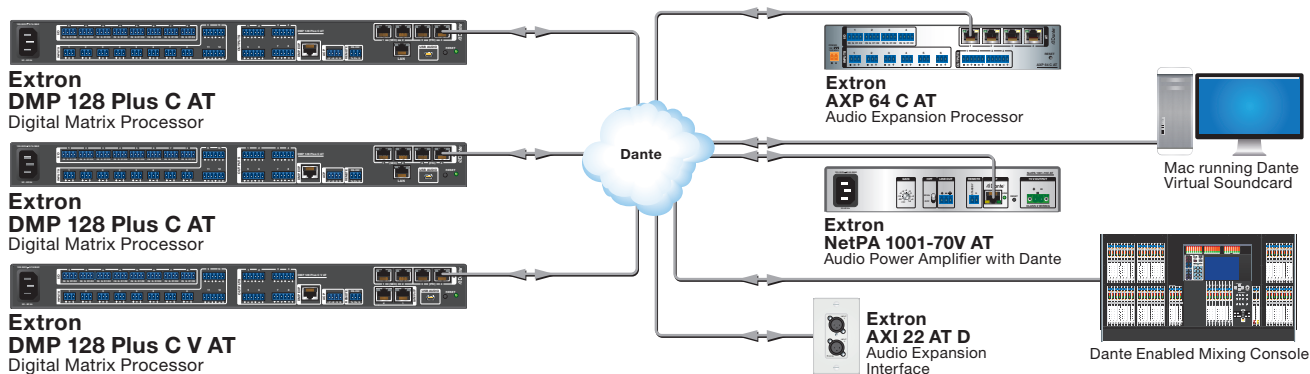 Extron
DMP 128 Plus C AT
Digital Matrix Processor
Extron
DMP 128 Plus C AT
Digital Matrix Processor
Extron
DMP 128 Plus C V AT
Digital Matrix Processor
Dante
Extron
AXP 64 C AT
Audio Expansion Processor
Mac running Dante
Virtual Soundcard
Extron
NetPA 1001-70V AT
Audio Power Amplifier with Dante
Extron
AXI 22 AT D
Audio Expansion
Interface
Dante Enabled Mixing Console